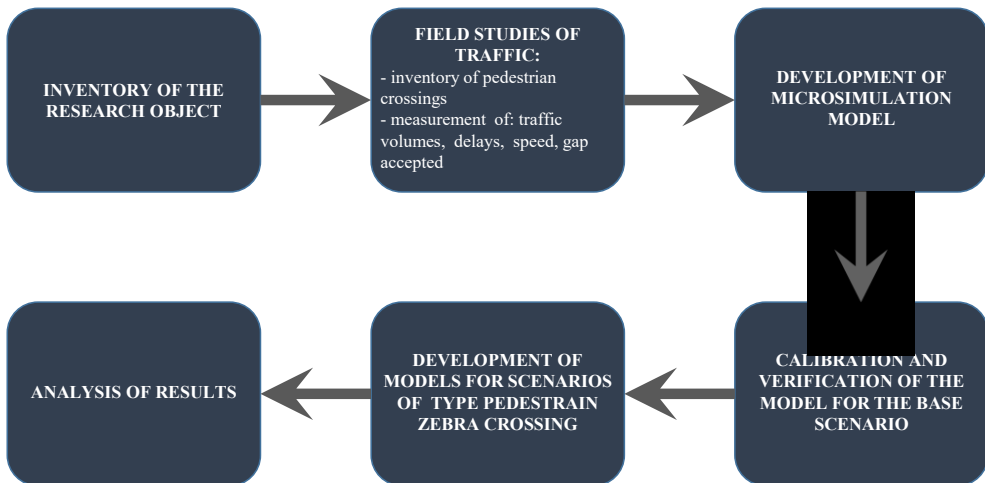 INVENTORY OF THE
RESEARCH OBJECT
FIELD STUDIES OF
TRAFFIC:
- inventory of pedestrian
crossings
- measurement of: traffic
volumes, delays, speed, gap
accepted
DEVELOPMENT OF
MICROSIMULATION
MODEL
CALIBRATION AND
VERIFICATION OF THE
MODEL FOR THE BASE
SCENARIO
DEVELOPMENT OF
MODELS FOR SCENARIOS
OF TYPE PEDESTRAIN
ZEBRA CROSSING
ANALYSIS OF RESULTS